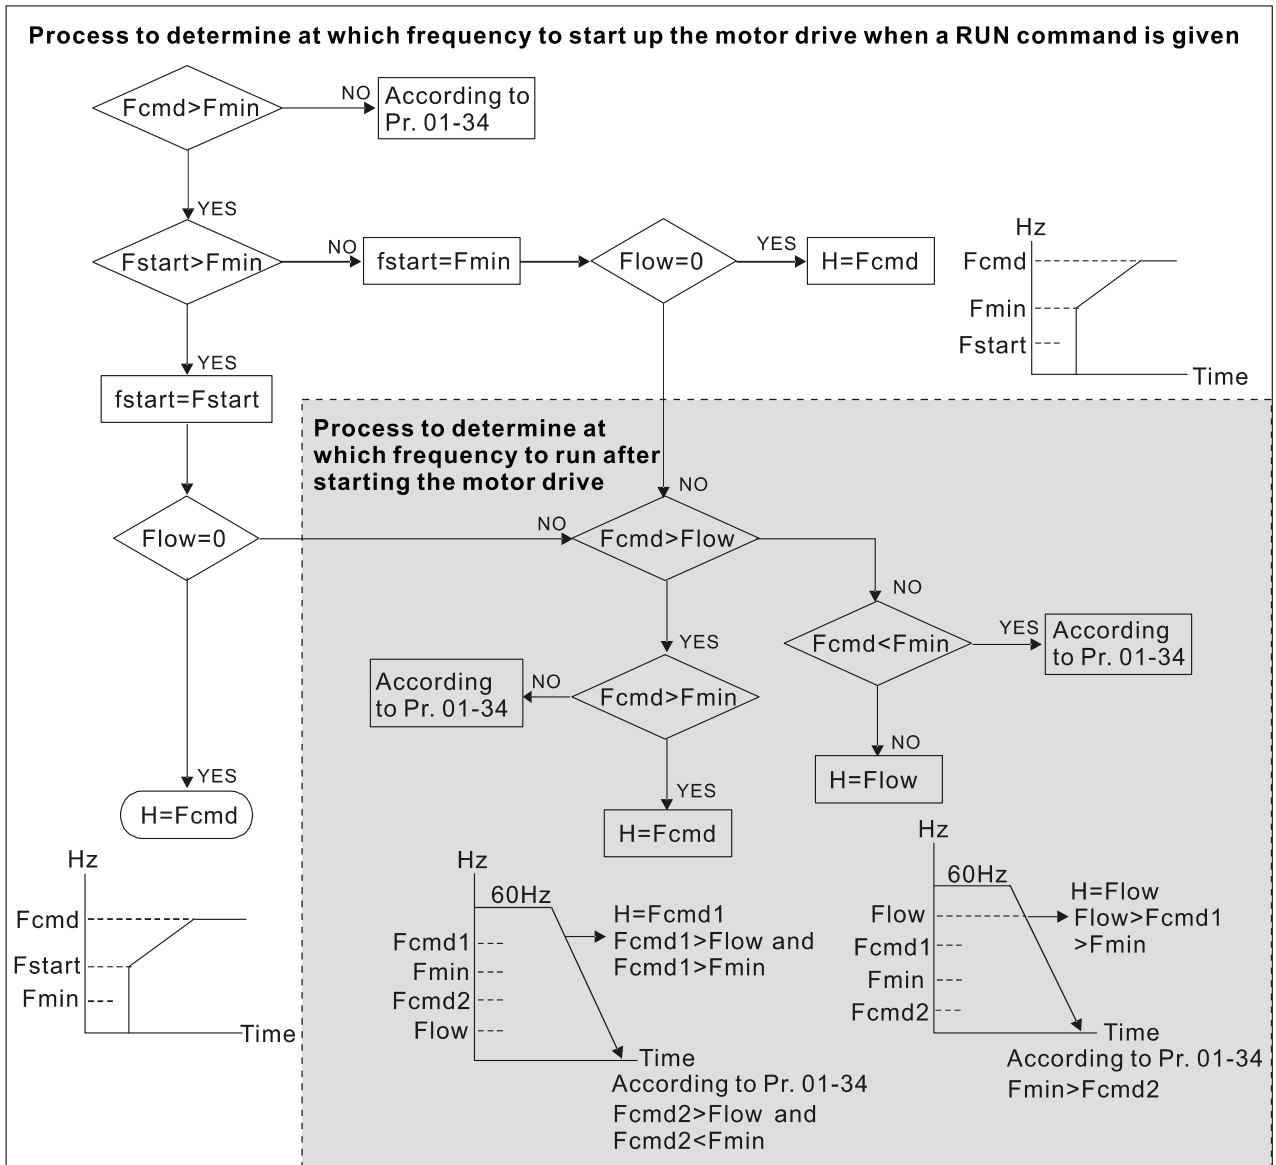 Process to determine at which frequency to start up the motor drive when a RUN command is given
Fcmd>Fmin
NO
According to
Pr. 01-34
YES
Fstart>Fmin
NO
fstart=Fmin
Flow=0
YES
H=Fcmd
Hz
Fcmd
Fmin
Fstart
Time
YES
fstart=Fstart
Process to determine at
which frequency to run after
starting the motor drive
NO
Flow=0
NO
Fcmd>Flow
NO
Fcmd<Fmin
YES
According
to Pr. 01-34
YES
According
to Pr. 01-34
NO
Fcmd>Fmin
NO
H=Flow
YES
H=Fcmd
YES
H=Fcmd
Hz
Fcmd
Fstart
Fmin
Time
Hz
60Hz
H=Fcmd1
Fcmd1>Flow and
Fcmd1>Fmin
Fcmd1
Fmin
Fcmd2
Flow
Time
According to Pr. 01-34
Fcmd2>Flow and
Fcmd2<Fmin
Hz
60Hz
H=Flow
Flow>Fcmd1
>Fmin
Flow
Fcmd1
Fmin
Fcmd2
Time
According to Pr. 01-34
Fmin>Fcmd2